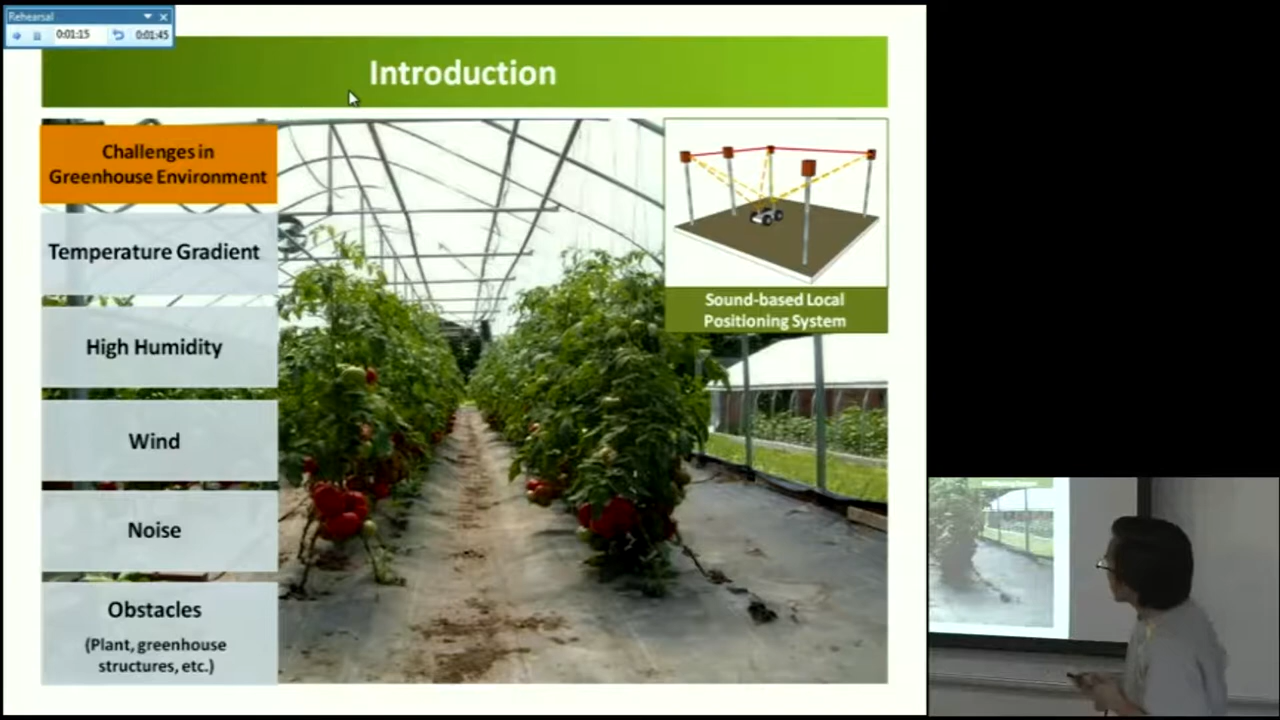 Rehearsal
0:01:15
0:01:45
Introduction
Challenges in
Greenhouse Environment
Temperature Gradient
High Humidity
Wind
Noise
Obstacles
(Plant, greenhouse
structures, etc.)
Sound-based Local
Positioning System